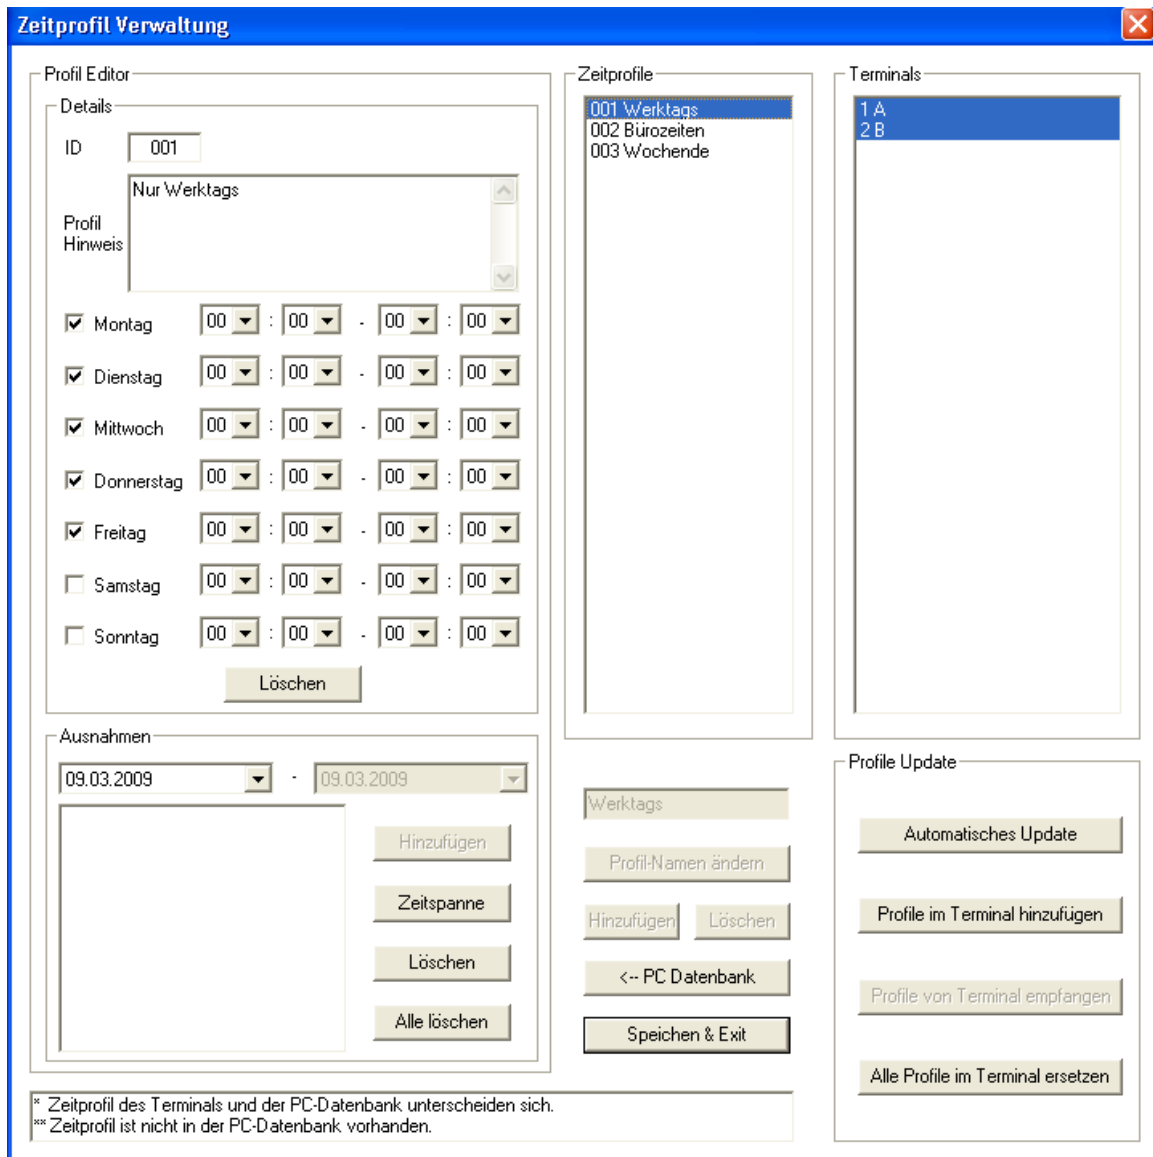 Zeitprofil Verwaltung
Profil Editor
Details
ID 001
Profil Hinweis
Nur Werktags
Montag 00 : 00 - 00 : 00
Dienstag 00 : 00 - 00 : 00
Mittwoch 00 : 00 - 00 : 00
Donnerstag 00 : 00 - 00 : 00
Freitag 00 : 00 - 00 : 00
Samstag 00 : 00 - 00 : 00
Sonntag 00 : 00 - 00 : 00
Löschen
Ausnahmen
09.03.2009 - 09.03.2009
Hinzufügen
Zeitspanne
Löschen
Alle löschen
Zeitprofile
001 Werktags
002 Bürozeiten
003 Wochende
Werktags
Profil-Namen ändern
Hinzufügen Löschen
<-- PC Datenbank
Speichen & Exit
Terminals
1 A
2 B
Profile Update
Automatisches Update
Profile im Terminal hinzufügen
Profile von Terminal empfangen
Alle Profile im Terminal ersetzen
* Zeitprofil des Terminals und der PC-Datenbank unterscheiden sich.
** Zeitprofil ist nicht in der PC-Datenbank vorhanden.